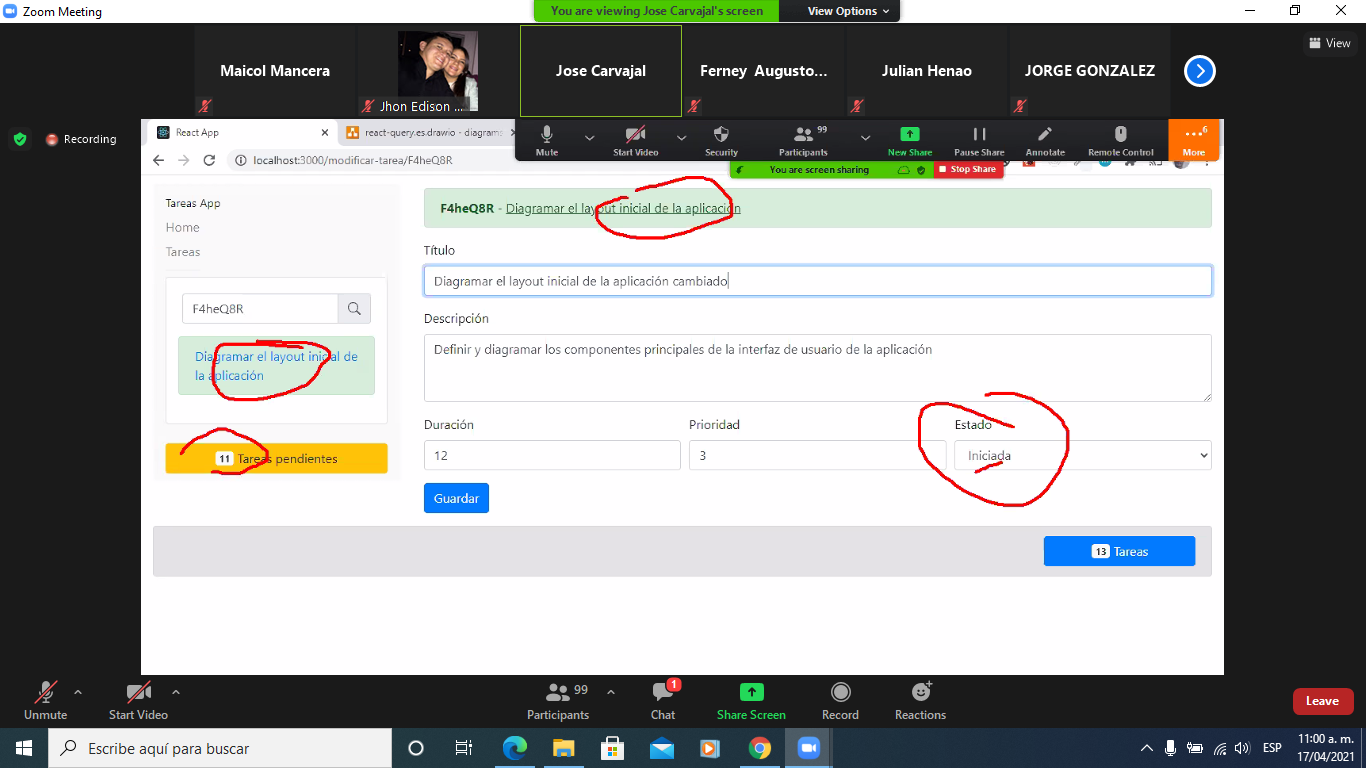 Zoom Meeting
You are viewing Jose Carvajal's screen
View Options
View
Maicol Mancera
Jhon Edison ...
Jose Carvajal
Ferney Augusto...
Julian Henao
JORGE GONZALEZ
Recording
React App
react-query.es.drawio - diagrams
localhost:3000/modificar-tarea/F4heQ8R
Mute
Start Video
Security
99
Participants
New Share
Pause Share
Annotate
Remote Control
6
More
You are screen sharing
Stop Share
Tareas App
Home
Tareas
F4heQ8R
Diagramar el layout inicial de
la aplicación
11 Tareas pendientes
F4heQ8R - Diagramar el layout inicial de la aplicación
Título
Diagramar el layout inicial de la aplicación cambiado
Descripción
Definir y diagramar los componentes principales de la interfaz de usuario de la aplicación
Duración
Prioridad
Estado
12
3
Iniciada
Guardar
13 Tareas
Unmute
Start Video
99
Participants
1
Chat
Share Screen
Record
Reactions
Leave
Escribe aquí para buscar
ESP
11:00 a. m.
17/04/2021